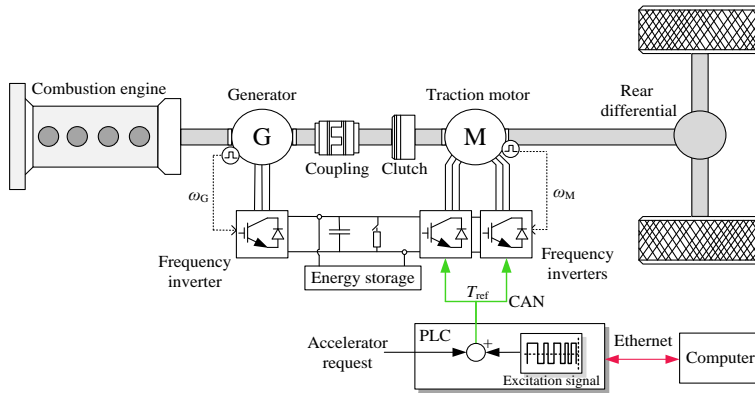 Combustion engine
Generator
Traction motor
Rear
differential
G
M
Coupling
Clutch
ωG
ωM
Frequency
inverter
Energy storage
Frequency
inverters
Tref
CAN
PLC
Accelerator
request
+
Excitation signal
Ethernet
Computer